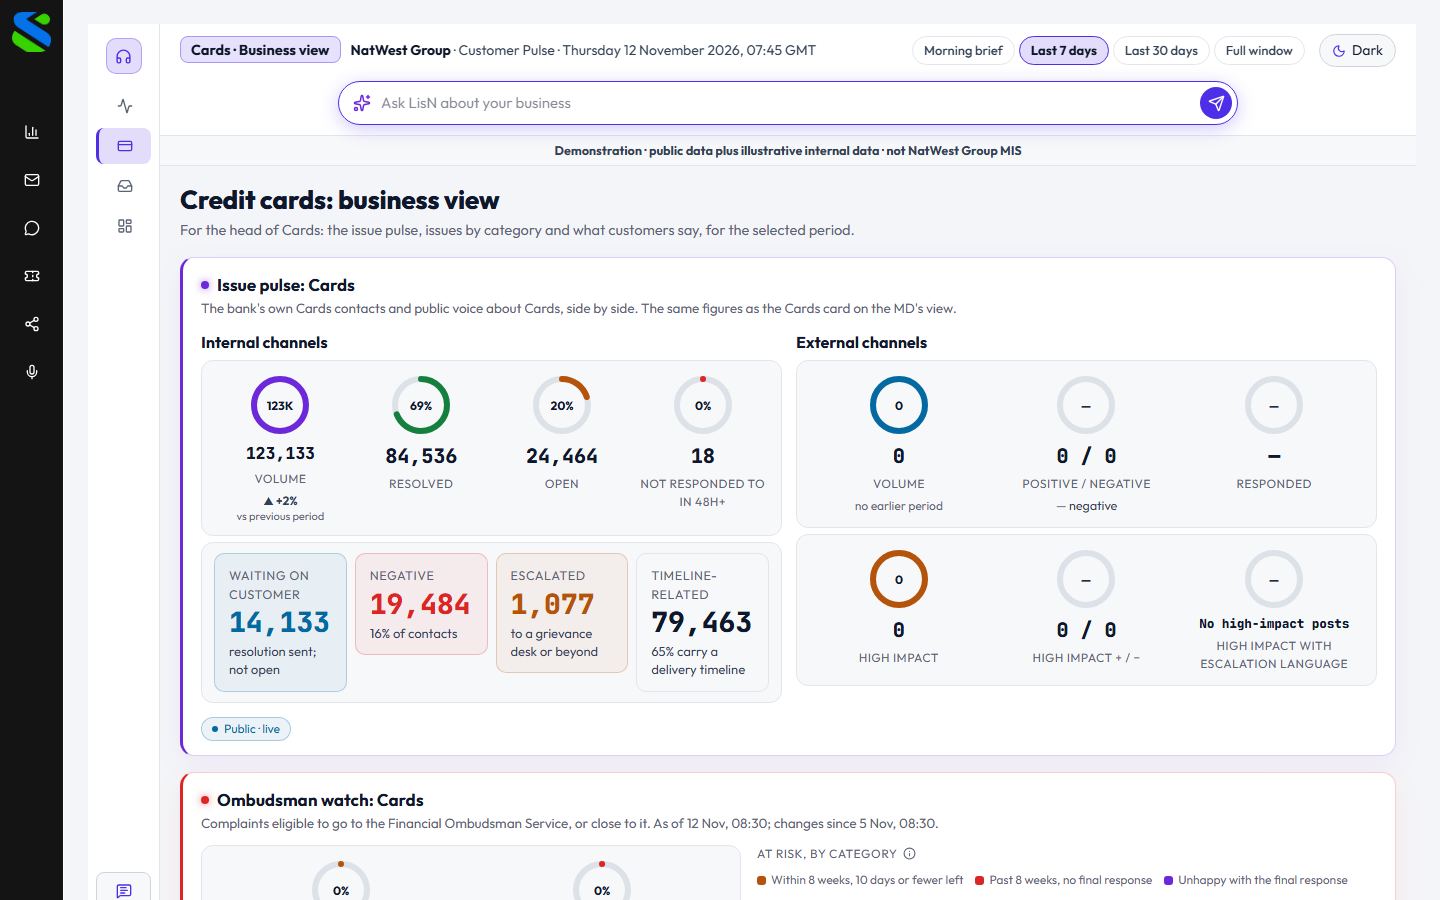 Cards · Business view
NatWest Group · Customer Pulse · Thursday 12 November 2026, 07:45 GMT
Morning brief
Last 7 days
Last 30 days
Full window
Dark
Ask LisN about your business
Demonstration · public data plus illustrative internal data · not NatWest Group MIS
Credit cards: business view
For the head of Cards: the issue pulse, issues by category and what customers say, for the selected period.
Issue pulse: Cards
The bank's own Cards contacts and public voice about Cards, side by side. The same figures as the Cards card on the MD's view.
Internal channels
123K
123,133
VOLUME
▲ +2%
vs previous period
69%
84,536
RESOLVED
20%
24,464
OPEN
0%
18
NOT RESPONDED TO
IN 48H+
WAITING ON
CUSTOMER
14,133
resolution sent;
not open
NEGATIVE
19,484
16% of contacts
ESCALATED
1,077
to a grievance
desk or beyond
TIMELINE-
RELATED
79,463
65% carry a
delivery timeline
External channels
0
0
VOLUME
no earlier period
–
0 / 0
POSITIVE / NEGATIVE
— negative
–
–
RESPONDED
0
0
HIGH IMPACT
–
0 / 0
HIGH IMPACT + / −
–
No high-impact posts
HIGH IMPACT WITH
ESCALATION LANGUAGE
Public · live
Ombudsman watch: Cards
Complaints eligible to go to the Financial Ombudsman Service, or close to it. As of 12 Nov, 08:30; changes since 5 Nov, 08:30.
0%
0%
AT RISK, BY CATEGORY
Within 8 weeks, 10 days or fewer left
Past 8 weeks, no final response
Unhappy with the final response